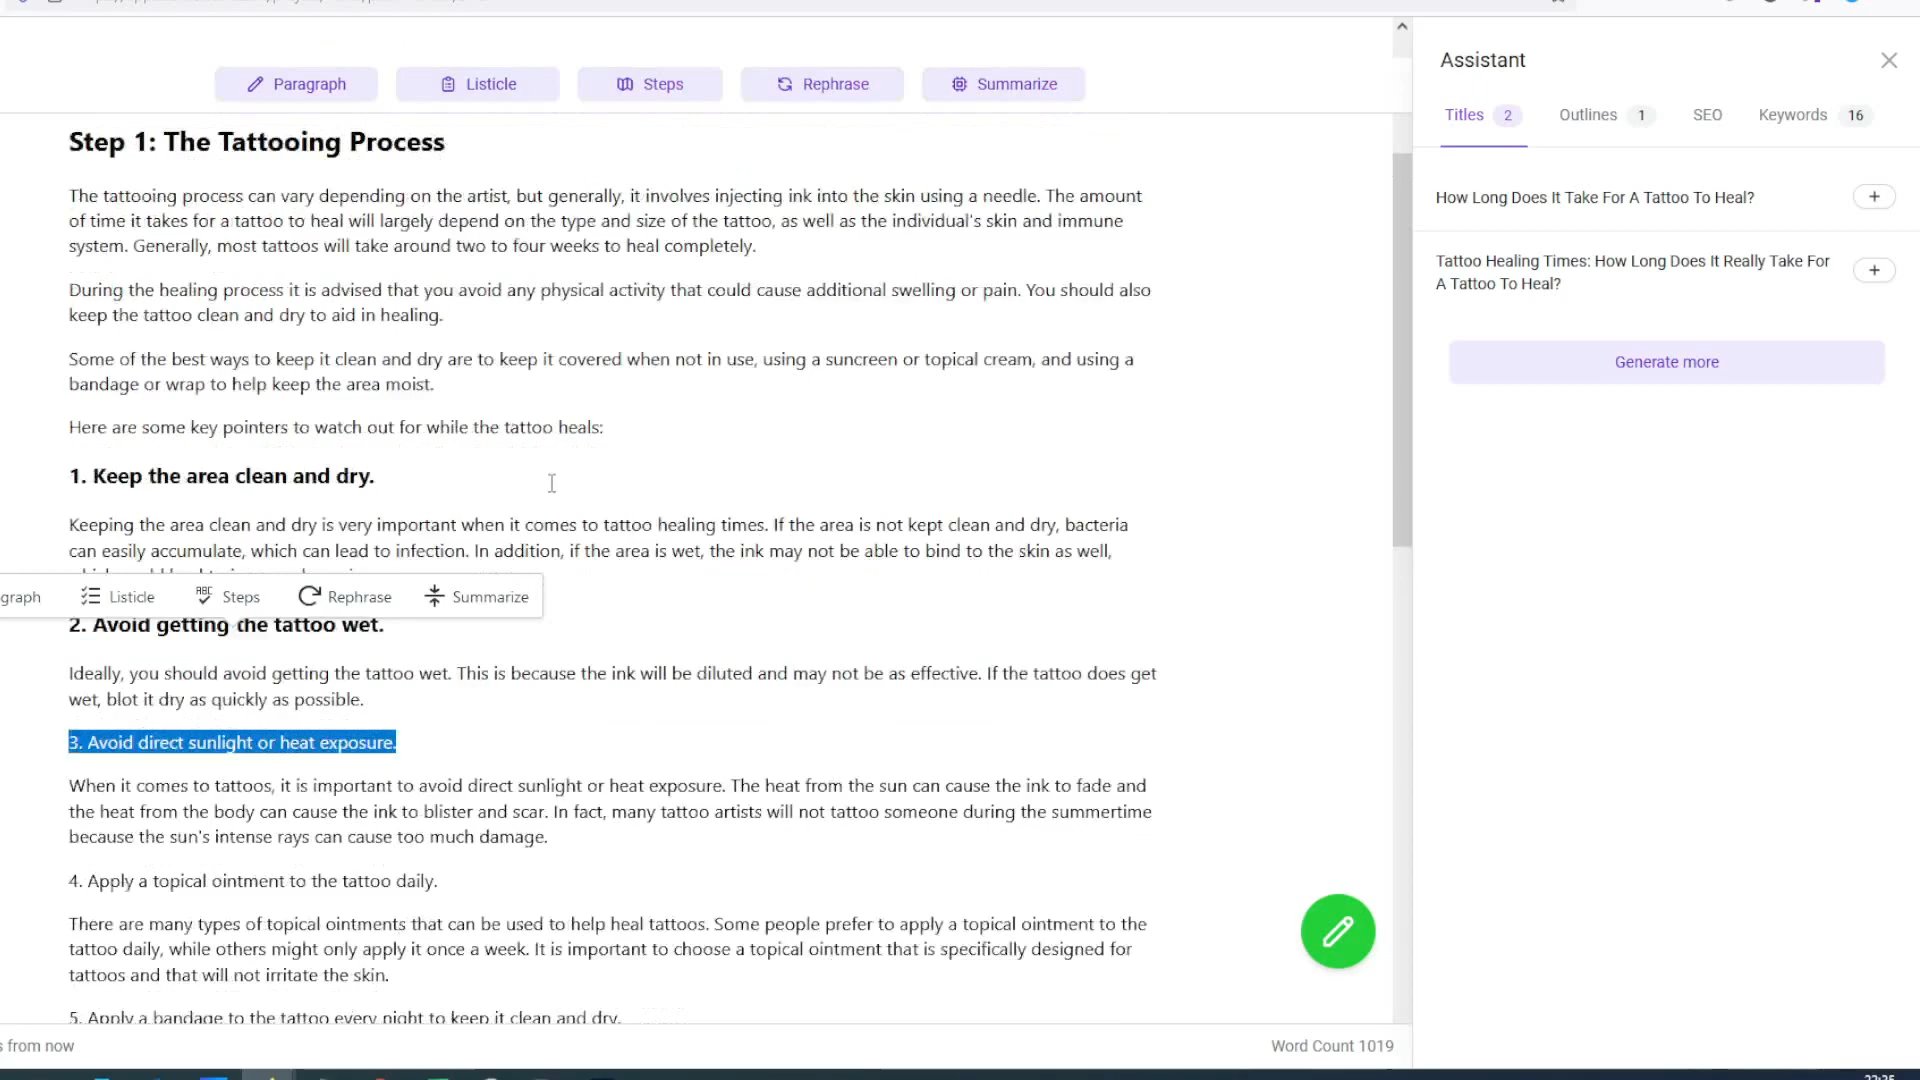 Paragraph
Listicle
Steps
Rephrase
Summarize
Step 1: The Tattooing Process
The tattooing process can vary depending on the artist, but generally, it involves injecting ink into the skin using a needle. The amount
of time it takes for a tattoo to heal will largely depend on the type and size of the tattoo, as well as the individual's skin and immune
system. Generally, most tattoos will take around two to four weeks to heal completely.
During the healing process it is advised that you avoid any physical activity that could cause additional swelling or pain. You should also
keep the tattoo clean and dry to aid in healing.
Some of the best ways to keep it clean and dry are to keep it covered when not in use, using a suncreen or topical cream, and using a
bandage or wrap to help keep the area moist.
Here are some key pointers to watch out for while the tattoo heals:
1. Keep the area clean and dry.
Keeping the area clean and dry is very important when it comes to tattoo healing times. If the area is not kept clean and dry, bacteria
can easily accumulate, which can lead to infection. In addition, if the area is wet, the ink may not be able to bind to the skin as well,
graph
Listicle
ABC
Steps
Rephrase
Summarize
2. Avoid getting the tattoo wet.
Ideally, you should avoid getting the tattoo wet. This is because the ink will be diluted and may not be as effective. If the tattoo does get
wet, blot it dry as quickly as possible.
3. Avoid direct sunlight or heat exposure.
When it comes to tattoos, it is important to avoid direct sunlight or heat exposure. The heat from the sun can cause the ink to fade and
the heat from the body can cause the ink to blister and scar. In fact, many tattoo artists will not tattoo someone during the summertime
because the sun's intense rays can cause too much damage.
4. Apply a topical ointment to the tattoo daily.
There are many types of topical ointments that can be used to help heal tattoos. Some people prefer to apply a topical ointment to the
tattoo daily, while others might only apply it once a week. It is important to choose a topical ointment that is specifically designed for
tattoos and that will not irritate the skin.
5. Apply a bandage to the tattoo every night to keep it clean and dry.
s from now
Word Count 1019
Assistant
Titles 2
Outlines 1
SEO
Keywords 16
How Long Does It Take For A Tattoo To Heal?
Tattoo Healing Times: How Long Does It Really Take For
A Tattoo To Heal?
Generate more